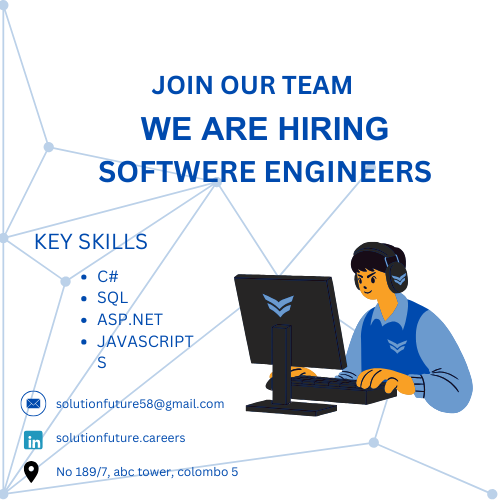 JOIN OUR TEAM
WE ARE HIRING
SOFTWERE ENGINEERS
KEY SKILLS
• C#
• SQL
• ASP.NET
• JAVASCRIPT
S
solutionfuture58@gmail.com
in
solutionfuture.careers
No 189/7, abc tower, colombo 5